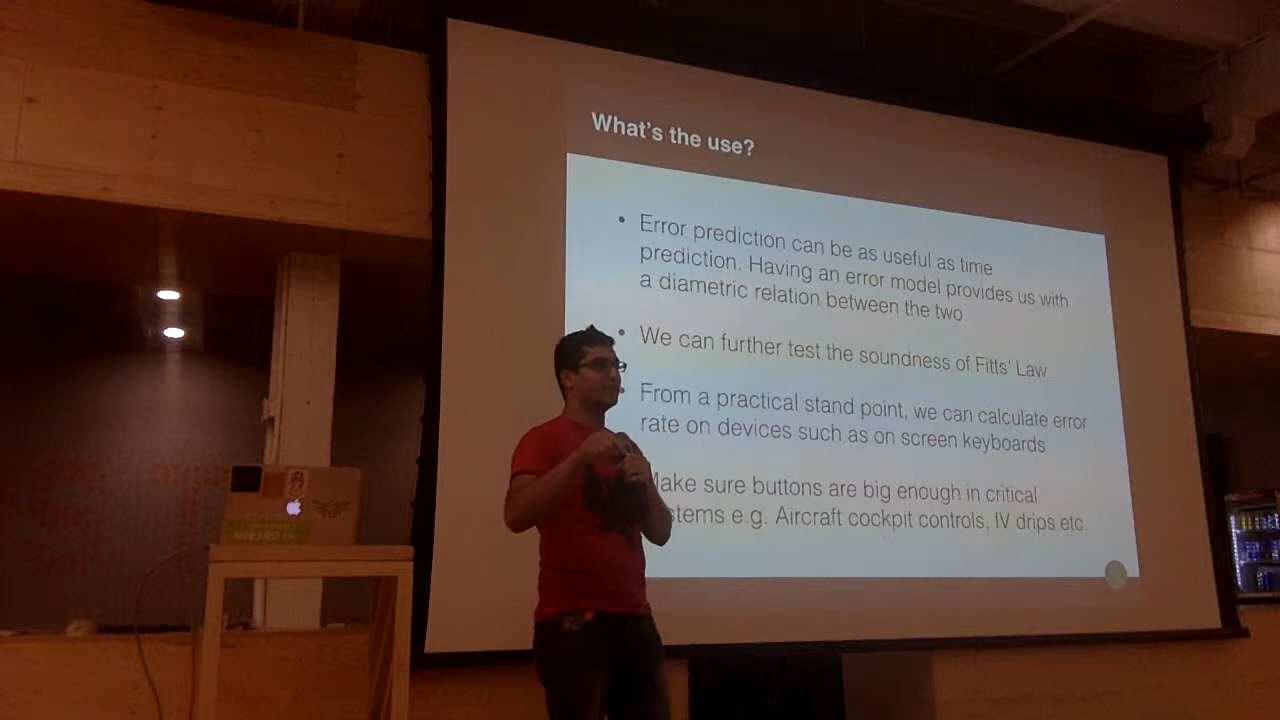 What's the use?
• Error prediction can be as useful as time
prediction. Having an error model provides us with
a diametric relation between the two
• We can further test the soundness of Fitts' Law
From a practical stand point, we can calculate error
rate on devices such as on screen keyboards
Make sure buttons are big enough in critical
stems e.g. Aircraft cockpit controls, IV drips etc.